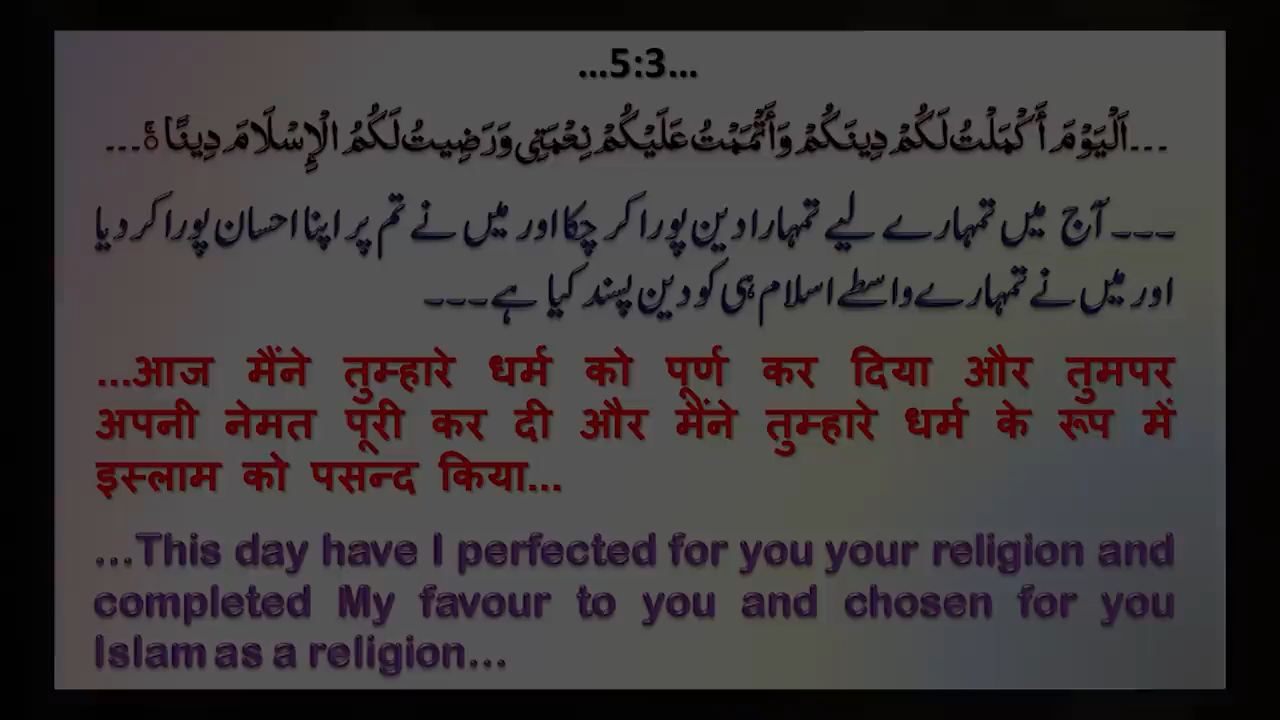 ...5:3...
...اَلْيَوْمَ أَكْمَلْتُ لَكُمْ دِينَكُمْ وَأَتْمَمْتُ عَلَيْكُمْ نِعْمَتِى وَرَضِيتُ لَكُمُ الْإِسْلَامَ دِينًا ۚ...
۔۔۔ آج میں تمہارے لیے تمہارا دین پورا کر چکا اور میں نے تم پر اپنا احسان پورا کر دیا
اور میں نے تمہارے واسطے اسلام ہی کو دین پسند کیا ہے۔۔۔
...आज मैंने तुम्हारे धर्म को पूर्ण कर दिया और तुमपर
अपनी नेमत पूरी कर दी और मैंने तुम्हारे धर्म के रूप में
इस्लाम को पसन्द किया...
...This day have I perfected for you your religion and
completed My favour to you and chosen for you
Islam as a religion...